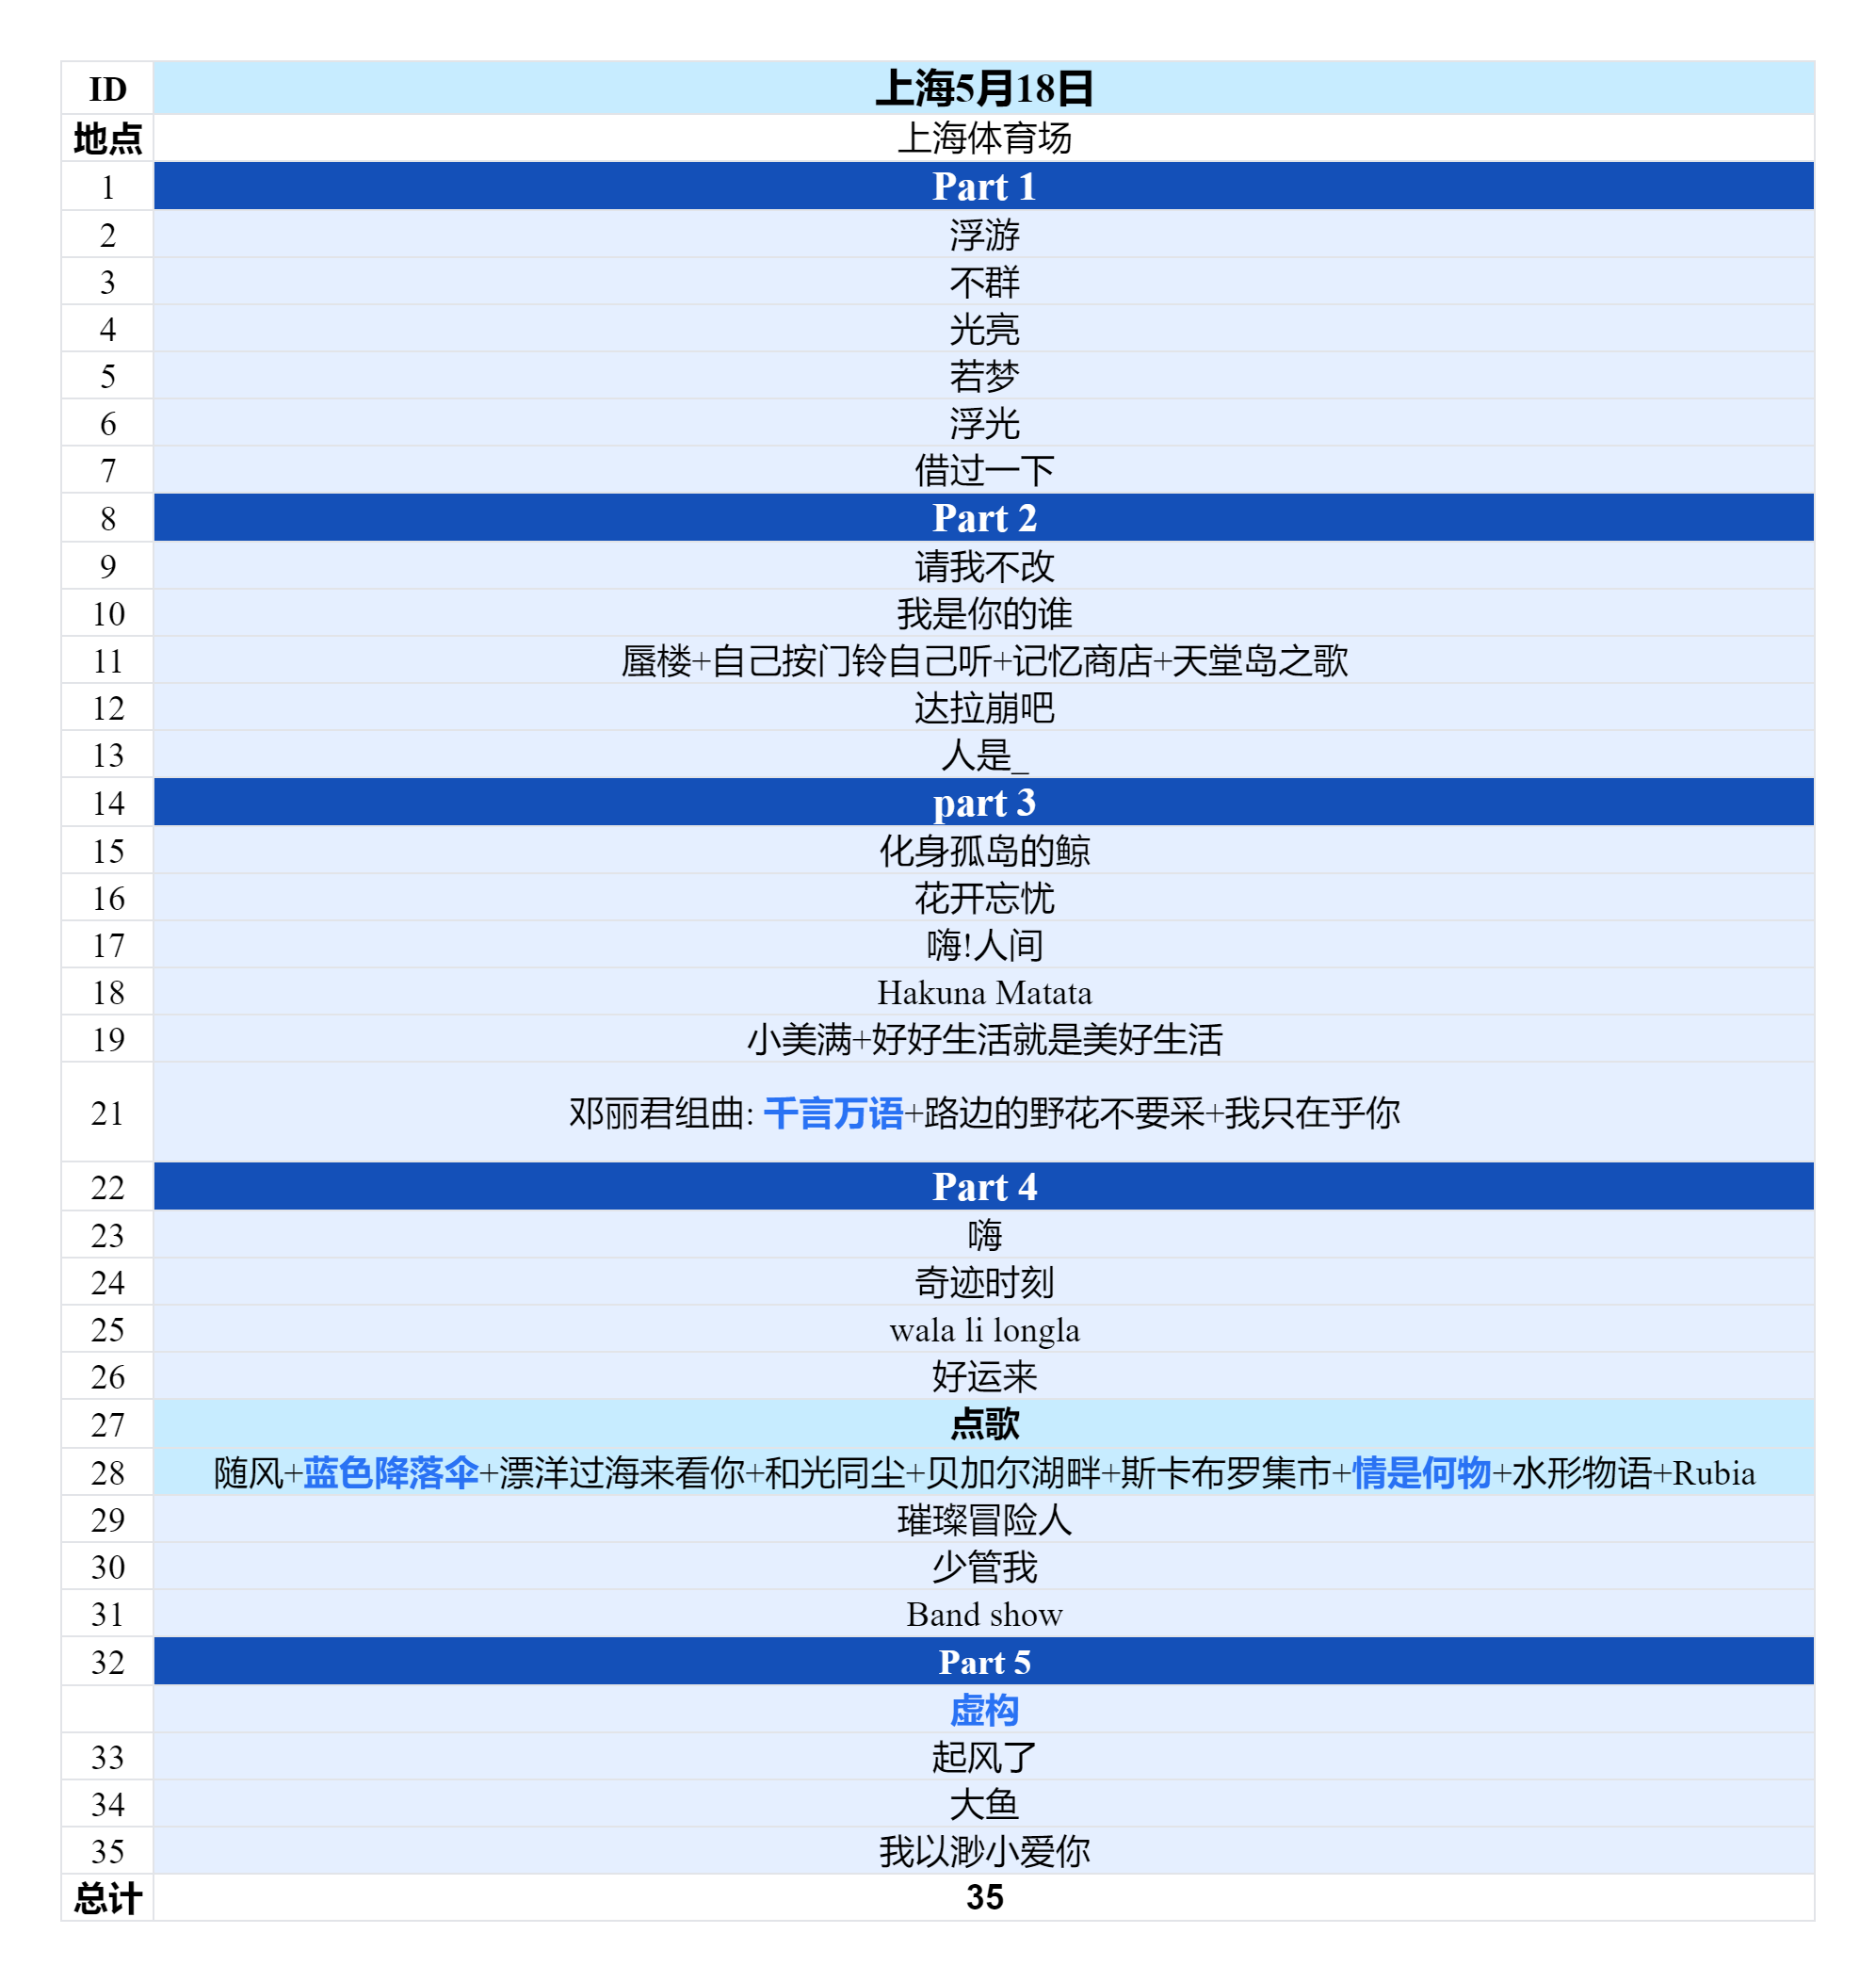 ID 上海5月18日
地点 上海体育场
1 Part 1
2 浮游
3 不群
4 光亮
5 若梦
6 浮光
7 借过一下
8 Part 2
9 请我不改
10 我是你的谁
11 蜃楼+自己按门铃自己听+记忆商店+天堂岛之歌
12 达拉崩吧
13 人是_
14 part 3
15 化身孤岛的鲸
16 花开忘忧
17 嗨!人间
18 Hakuna Matata
19 小美满+好好生活就是美好生活
21 邓丽君组曲: 千言万语+路边的野花不要采+我只在乎你
22 Part 4
23 嗨
24 奇迹时刻
25 wala li longla
26 好运来
27 点歌
28 随风+蓝色降落伞+漂洋过海来看你+和光同尘+贝加尔湖畔+斯卡布罗集市+情是何物+水形物语+Rubia
29 璀璨冒险人
30 少管我
31 Band show
32 Part 5
虚构
33 起风了
34 大鱼
35 我以渺小爱你
总计 35